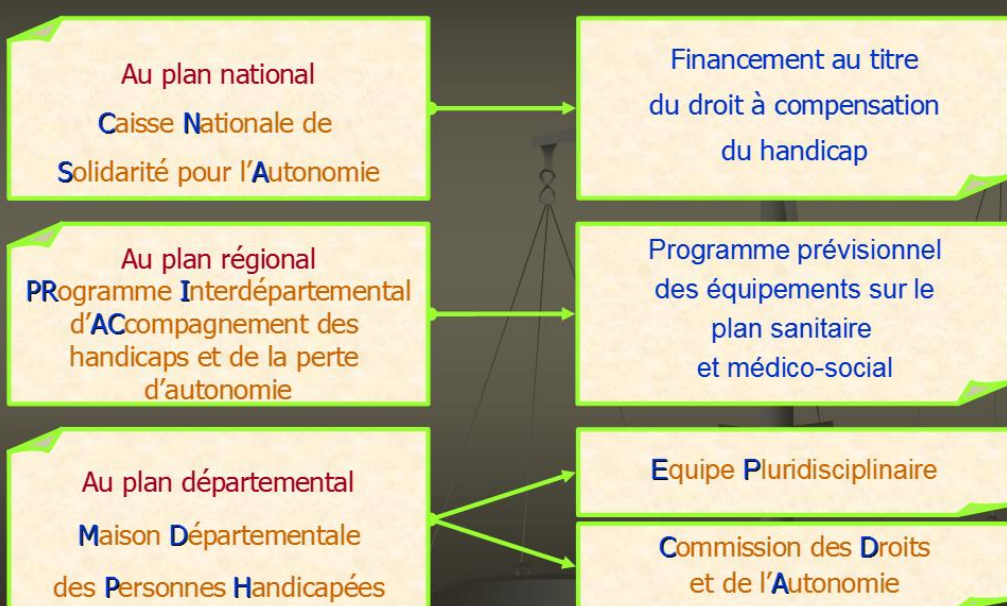 Au plan national
Caisse Nationale de
Solidarité pour l'Autonomie
Financement au titre
du droit à compensation
du handicap
Au plan régional
PRogramme Interdépartemental
d'ACcompagnement des
handicaps et de la perte
d'autonomie
Programme prévisionnel
des équipements sur le
plan sanitaire
et médico-social
Au plan départemental
Maison Départementale
des Personnes Handicapées
Equipe Pluridisciplinaire
Commission des Droits
et de l'Autonomie